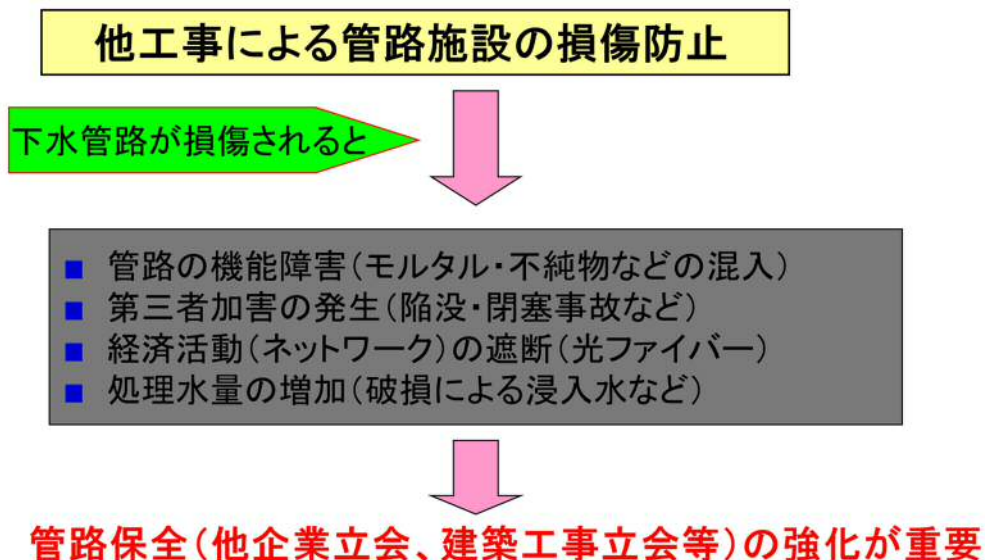 他工事による管路施設の損傷防止
下水管路が損傷されると
■ 管路の機能障害(モルタル・不純物などの混入)
■ 第三者加害の発生(陥没・閉塞事故など)
■ 経済活動(ネットワーク)の遮断(光ファイバー)
■ 処理水量の増加(破損による浸入水など)
管路保全(他企業立会、建築工事立会等)の強化が重要